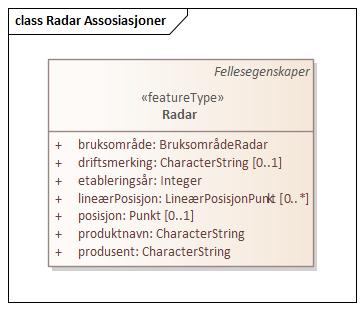 class Radar Assosiasjoner
Fellesegenskaper
«featureType»
Radar
+ bruksområde: BruksområdeRadar
+ driftsmerking: CharacterString [0..1]
+ etableringsår: Integer
+ lineærPosisjon: LineærPosisjonPunkt [0..*]
+ posisjon: Punkt [0..1]
+ produktnavn: CharacterString
+ produsent: CharacterString